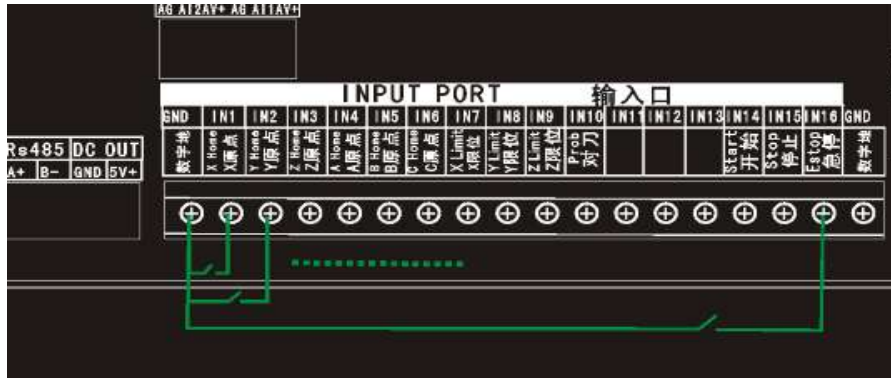 AG AI2AV+ AG AI1AV+
INPUT PORT 输入口
GND IN1 IN2 IN3 IN4 IN5 IN6 IN7 IN8 IN9 IN10 IN11 IN12 IN13 IN14 IN15 IN16 GND
数字地
X Home
X原点
Y Home
Y原点
Z Home
Z原点
A Home
A原点
B Home
B原点
C Home
C原点
X Limit
X限位
Y Limit
Y限位
Z Limit
Z限位
Prob
对刀
Start
开始
Stop
停止
Estop
急停
数字地
Rs485 DC OUT
A+ B- GND 5V+